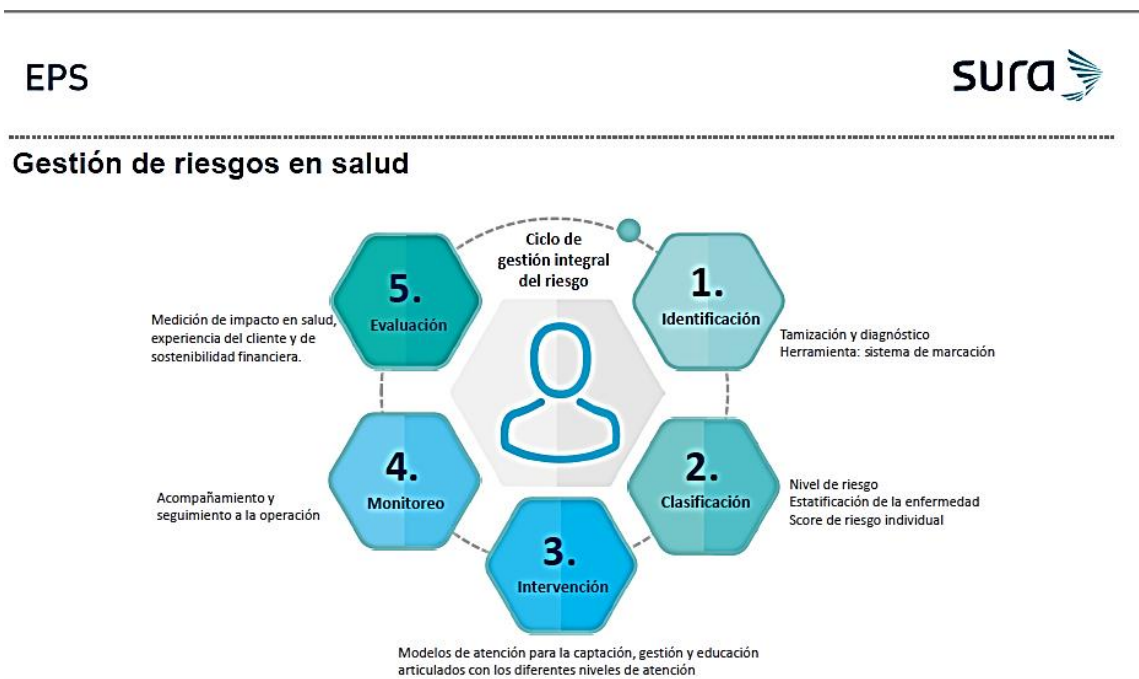 EPS
sura
Gestión de riesgos en salud
Ciclo de
gestión integral
del riesgo
1.
Identificación
Tamización y diagnóstico
Herramienta: sistema de marcación
2.
Clasificación
Nivel de riesgo
Estatificación de la enfermedad
Score de riesgo individual
3.
Intervención
Modelos de atención para la captación, gestión y educación
articulados con los diferentes niveles de atención
4.
Monitoreo
Acompañamiento y
seguimiento a la operación
5.
Evaluación
Medición de impacto en salud,
experiencia del cliente y de
sostenibilidad financiera.